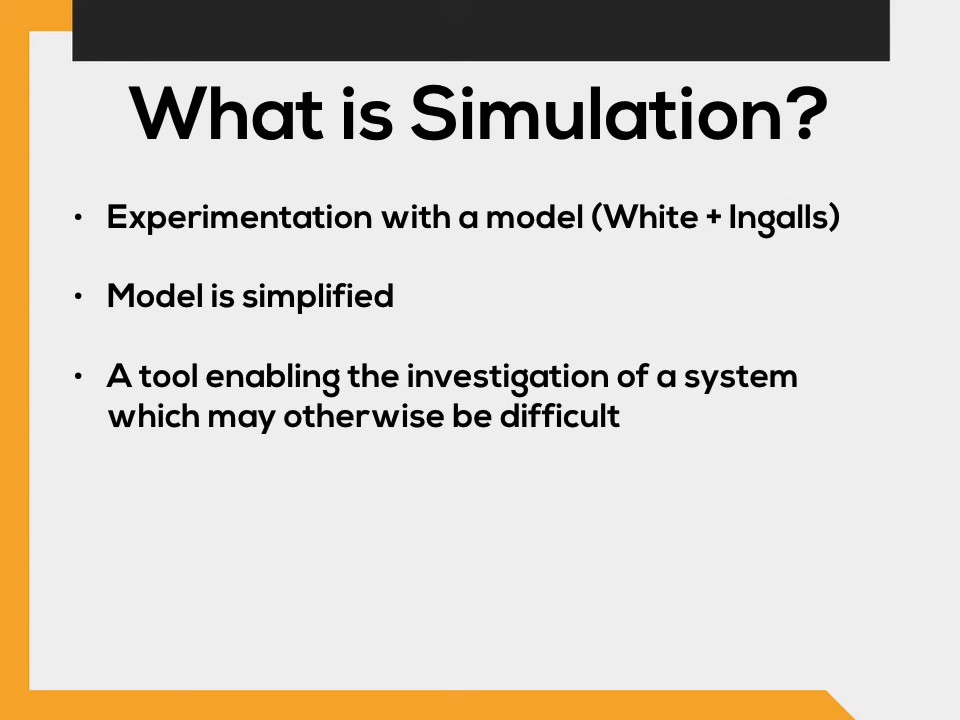 What is Simulation?
• Experimentation with a model (White + Ingalls)
• Model is simplified
• A tool enabling the investigation of a system
which may otherwise be difficult